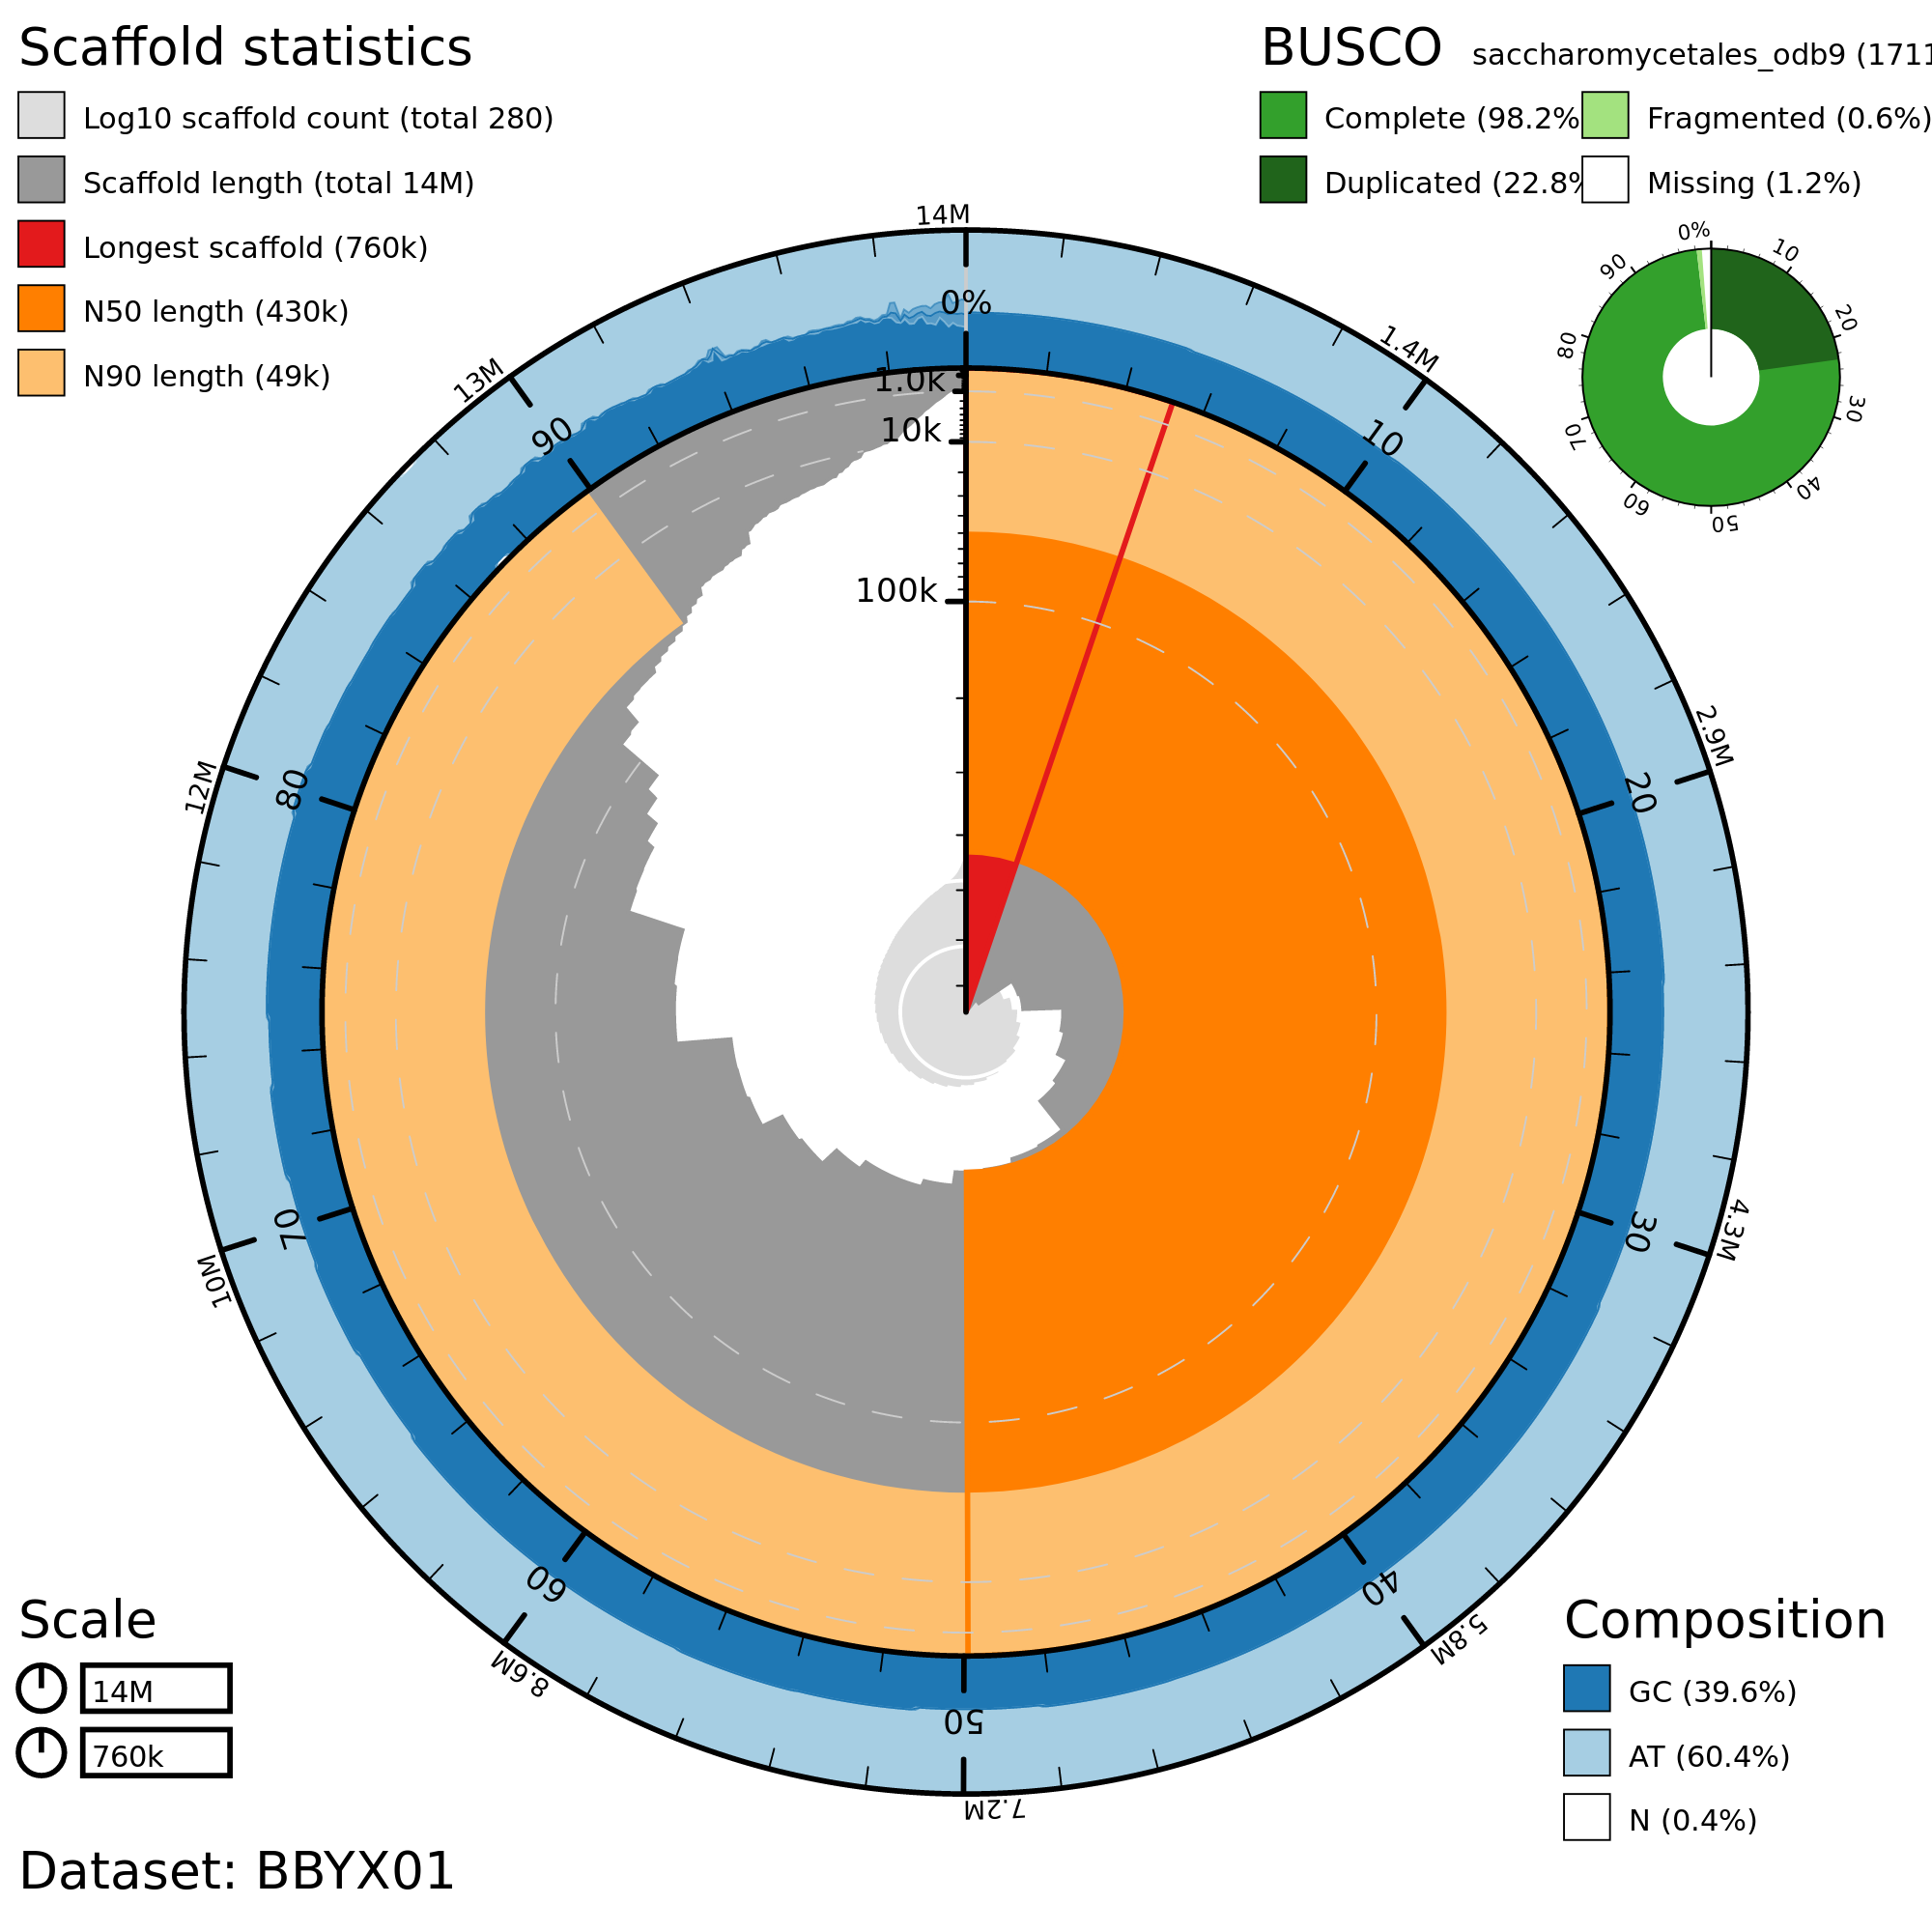 Scaffold statistics
Log10 scaffold count (total 280)
Scaffold length (total 14M)
Longest scaffold (760k)
N50 length (430k)
N90 length (49k)
BUSCO saccharomycetales_odb9 (1711
Complete (98.2%
Fragmented (0.6%)
Duplicated (22.8%
Missing (1.2%)
0%
10
20
30
40
50
60
70
80
90
14M
1.4M
2.9M
4.3M
5.8M
7.2M
8.6M
10M
12M
13M
0%
10
20
30
40
50
60
70
80
90
1.0k
10k
100k
Scale
14M
760k
Composition
GC (39.6%)
AT (60.4%)
N (0.4%)
Dataset: BBYX01